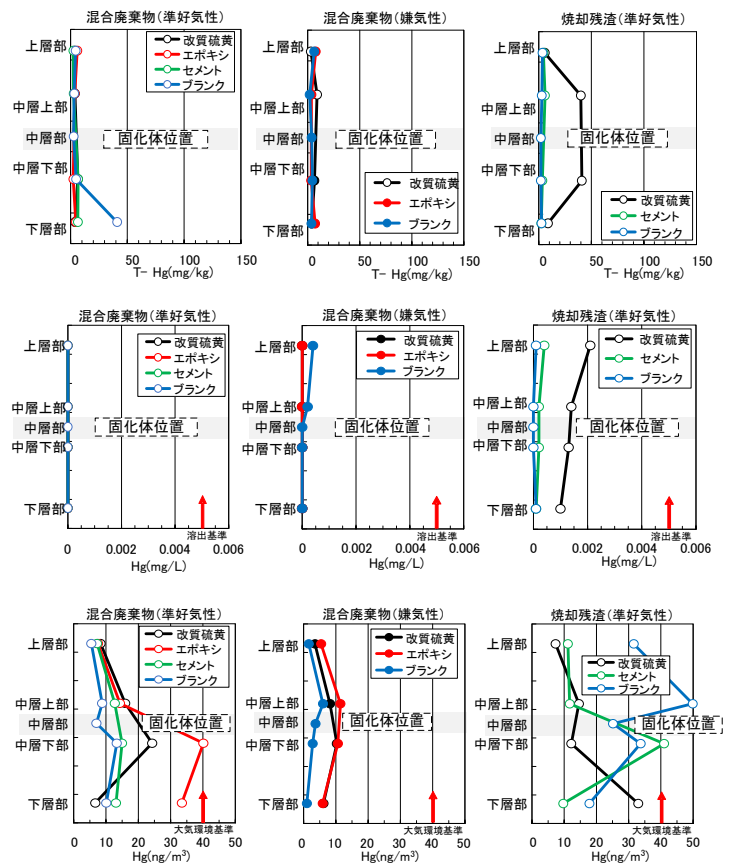 混合廃棄物(準好気性)
上層部
中層上部
中層部
中層下部
下層部
改質硫黄
エポキシ
セメント
ブランク
固化体位置
0 50 100 150
T- Hg(mg/kg)
混合廃棄物(嫌気性)
上層部
中層上部
中層部
中層下部
下層部
固化体位置
改質硫黄
エポキシ
ブランク
0 50 100 150
T- Hg(mg/kg)
焼却残渣(準好気性)
上層部
中層上部
中層部
中層下部
下層部
固化体位置
改質硫黄
セメント
ブランク
0 50 100 150
T- Hg(mg/kg)
混合廃棄物(準好気性)
上層部
中層上部
中層部
中層下部
下層部
改質硫黄
エポキシ
セメント
ブランク
固化体位置
溶出基準
0 0.002 0.004 0.006
Hg(mg/L)
混合廃棄物(嫌気性)
上層部
中層上部
中層部
中層下部
下層部
改質硫黄
エポキシ
ブランク
固化体位置
溶出基準
0 0.002 0.004 0.006
Hg(mg/L)
焼却残渣(準好気性)
上層部
中層上部
中層部
中層下部
下層部
改質硫黄
セメント
ブランク
固化体位置
溶出基準
0 0.002 0.004 0.006
Hg(mg/L)
混合廃棄物(準好気性)
上層部
中層上部
中層部
中層下部
下層部
改質硫黄
エポキシ
セメント
ブランク
固化体位置
大気環境基準
0 10 20 30 40 50
Hg(ng/m³)
混合廃棄物(嫌気性)
上層部
中層上部
中層部
中層下部
下層部
改質硫黄
エポキシ
ブランク
固化体位置
大気環境基準
0 10 20 30 40 50
Hg(ng/m³)
焼却残渣(準好気性)
上層部
中層上部
中層部
中層下部
下層部
改質硫黄
セメント
ブランク
固化体位置
大気環境基準
0 10 20 30 40 50
Hg(ng/m³)